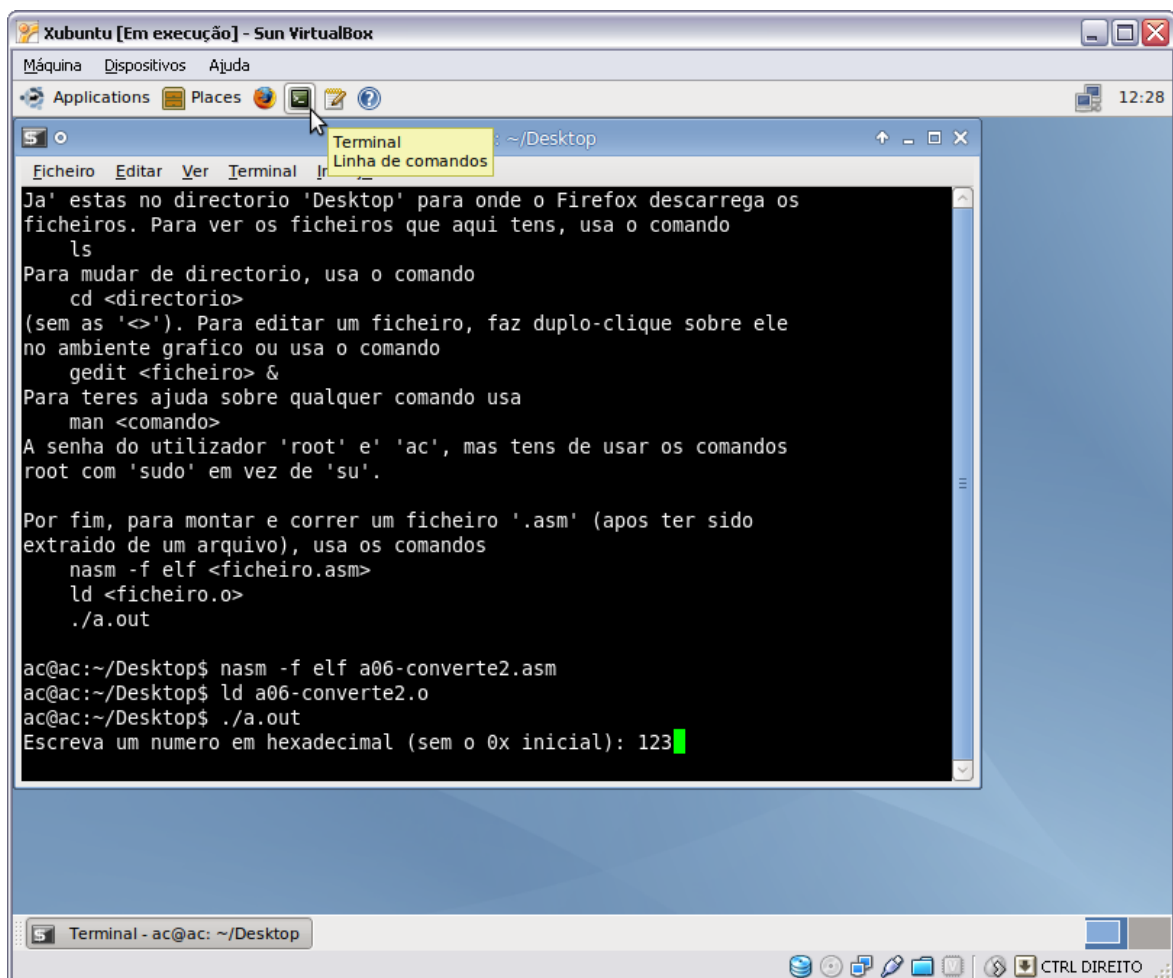 Xubuntu [Em execução] - Sun VirtualBox
Máquina Dispositivos Ajuda
Applications Places 12:28
Terminal
Linha de comandos
: ~/Desktop
Ficheiro Editar Ver Terminal
Ja' estas no directorio 'Desktop' para onde o Firefox descarrega os
ficheiros. Para ver os ficheiros que aqui tens, usa o comando
ls
Para mudar de directorio, usa o comando
cd <directorio>
(sem as '<>'). Para editar um ficheiro, faz duplo-clique sobre ele
no ambiente grafico ou usa o comando
gedit <ficheiro> &
Para teres ajuda sobre qualquer comando usa
man <comando>
A senha do utilizador 'root' e' 'ac', mas tens de usar os comandos
root com 'sudo' em vez de 'su'.
Por fim, para montar e correr um ficheiro '.asm' (apos ter sido
extraido de um arquivo), usa os comandos
nasm -f elf <ficheiro.asm>
ld <ficheiro.o>
./a.out
ac@ac:~/Desktop$ nasm -f elf a06-converte2.asm
ac@ac:~/Desktop$ ld a06-converte2.o
ac@ac:~/Desktop$ ./a.out
Escreva um numero em hexadecimal (sem o 0x inicial): 123
Terminal - ac@ac: ~/Desktop
CTRL DIREITO